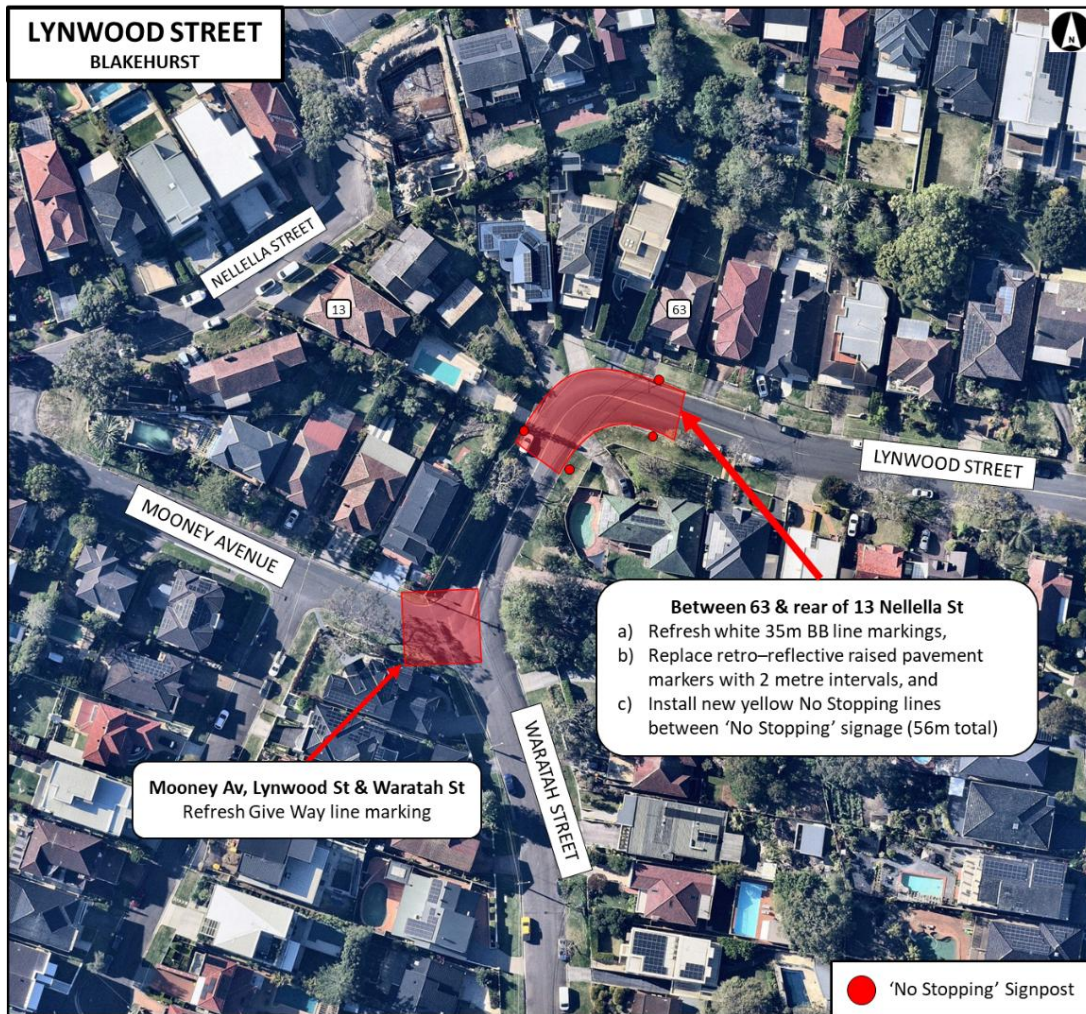 LYNWOOD STREET
BLAKEHURST
N
NELLELLA STREET
13
63
LYNWOOD STREET
MOONEY AVENUE
Between 63 & rear of 13 Nellella St
a) Refresh white 35m BB line markings,
b) Replace retro–reflective raised pavement
markers with 2 metre intervals, and
c) Install new yellow No Stopping lines
between ‘No Stopping’ signage (56m total)
Mooney Av, Lynwood St & Waratah St
Refresh Give Way line marking
WARATAH STREET
‘No Stopping’ Signpost